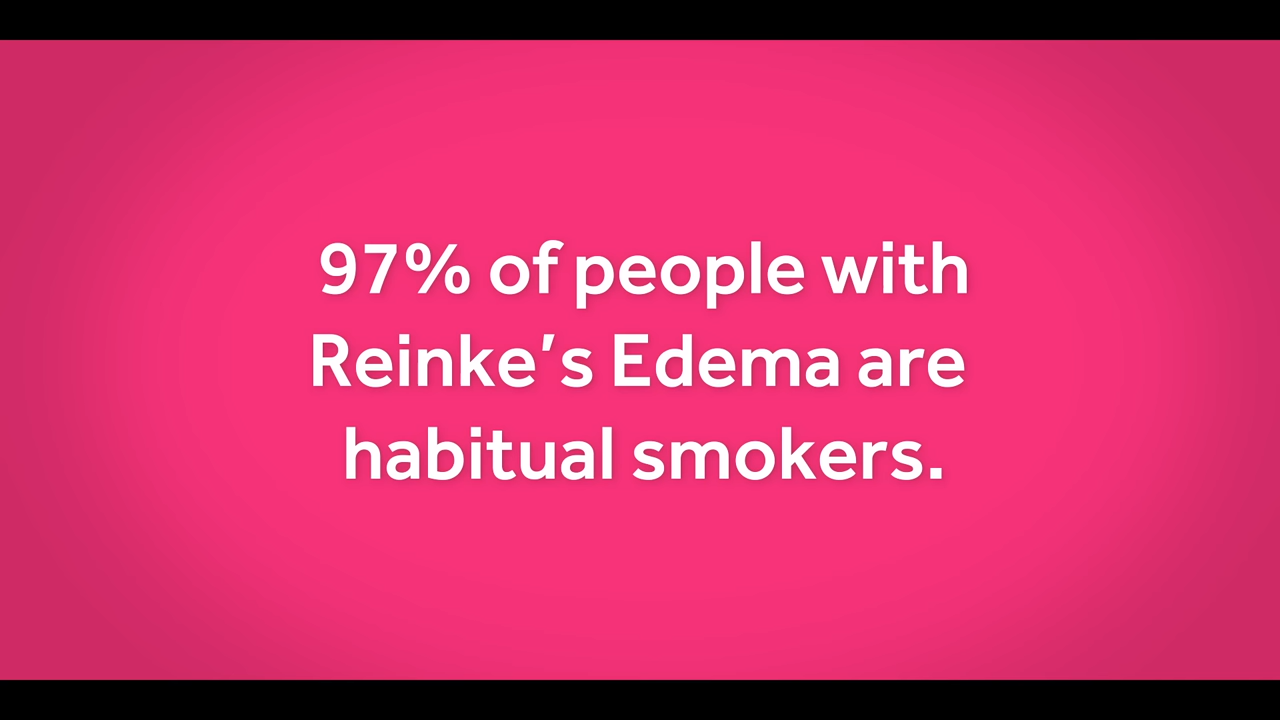 97% of people with
Reinke's Edema are
habitual smokers.